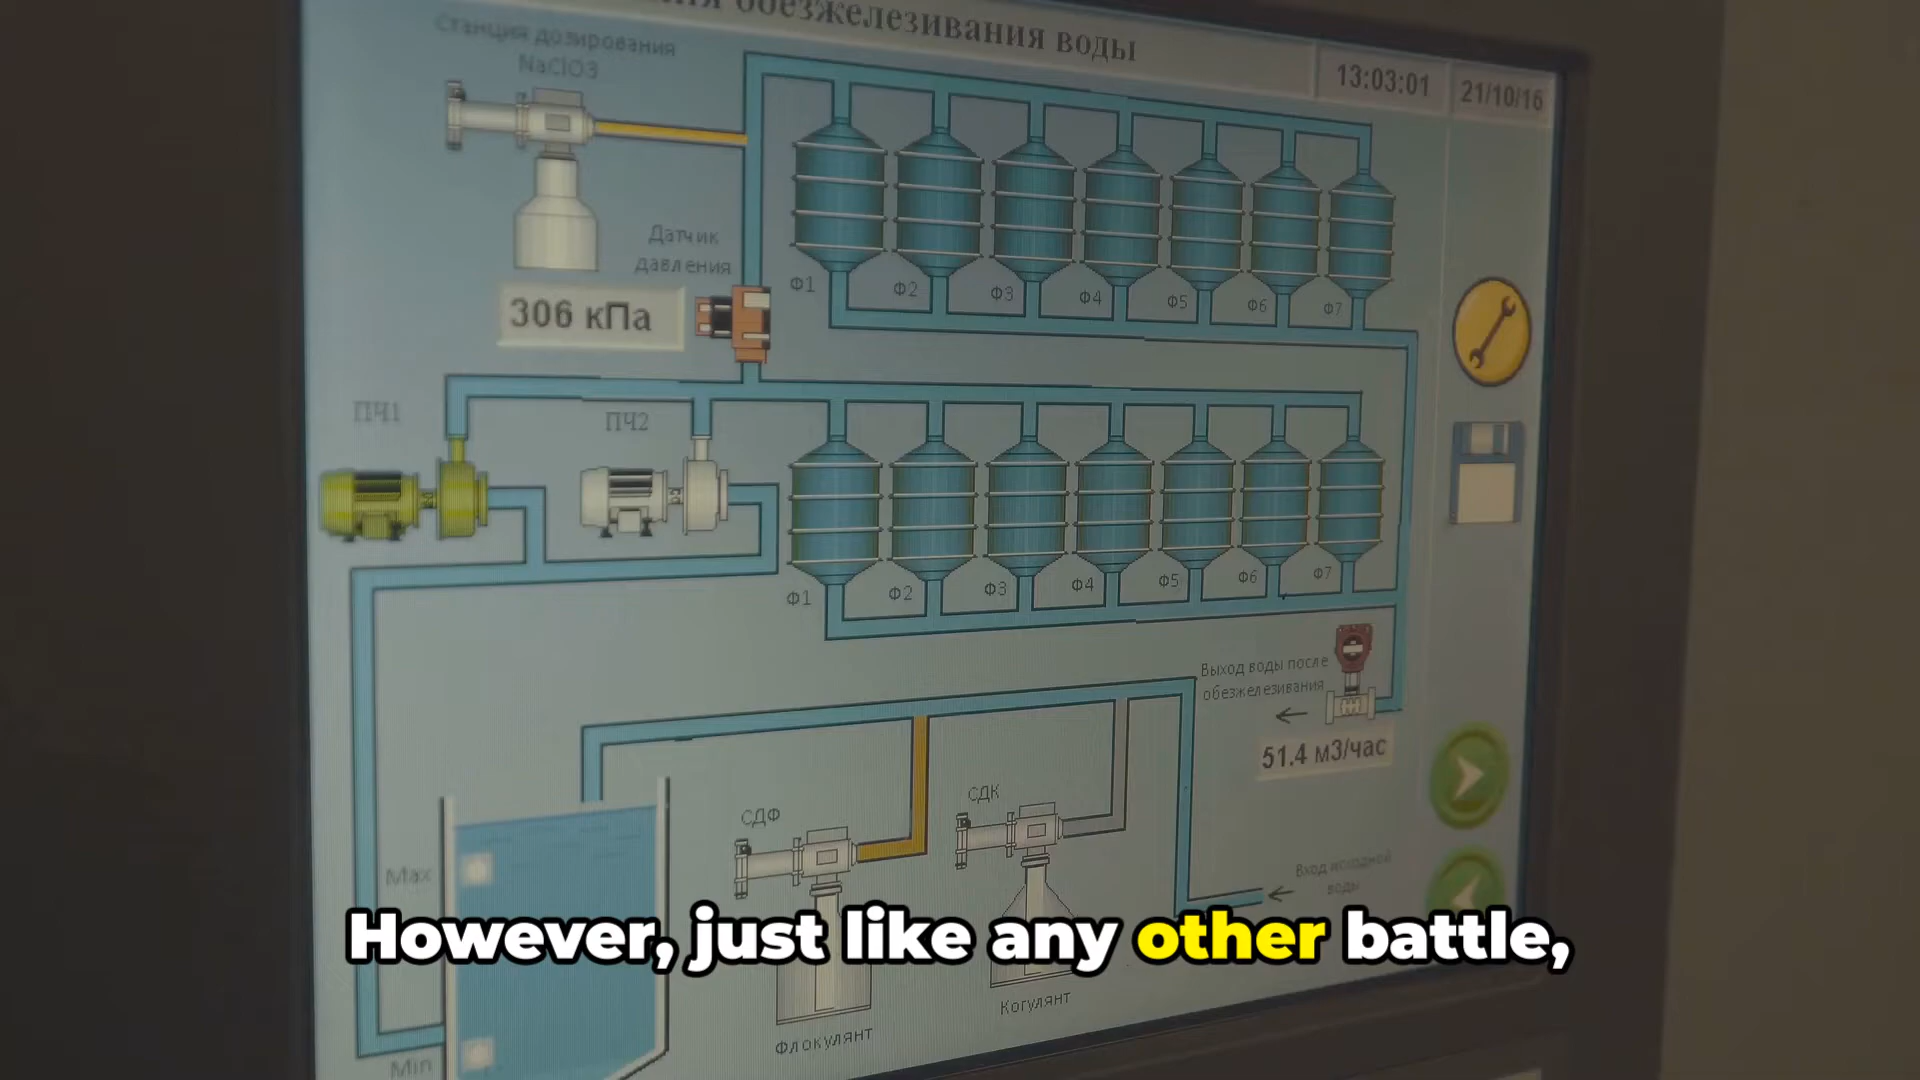 обезжелезивания воды
13:03:01
21/10/16
Станция дозирования
NaClO3
Датчик
давления
306 кПа
Ф1
Ф2
Ф3
Ф4
Ф5
Ф6
Ф7
ПЧ1
ПЧ2
Ф1
Ф2
Ф3
Ф4
Ф5
Ф6
Ф7
Выход воды после
обезжелезивания
51.4 м3/час
СДФ
СДК
Вход исходной
воды
Max
However, just like any other battle,
Когулянт
Флокулянт
Min